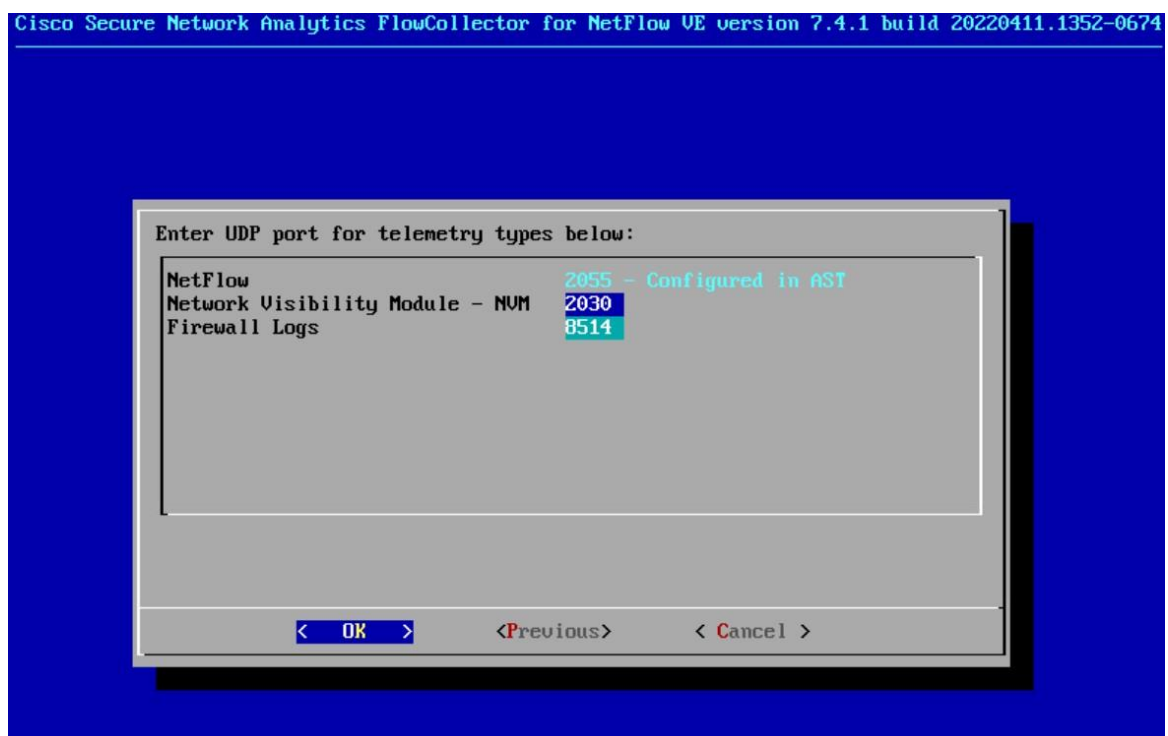 Cisco Secure Network Analytics FlowCollector for NetFlow VE version 7.4.1 build 20220411.1352-0674
Enter UDP port for telemetry types below:
NetFlow 2055 - Configured in AST
Network Visibility Module - NVM 2030
Firewall Logs 8514
< OK > <Previous> < Cancel >